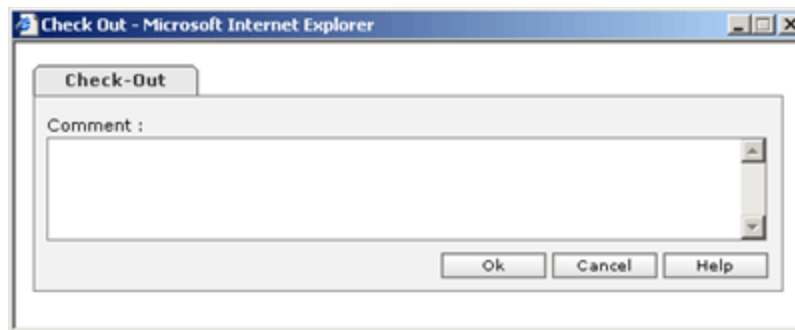 Check Out - Microsoft Internet Explorer
Check-Out
Comment :
Ok Cancel Help